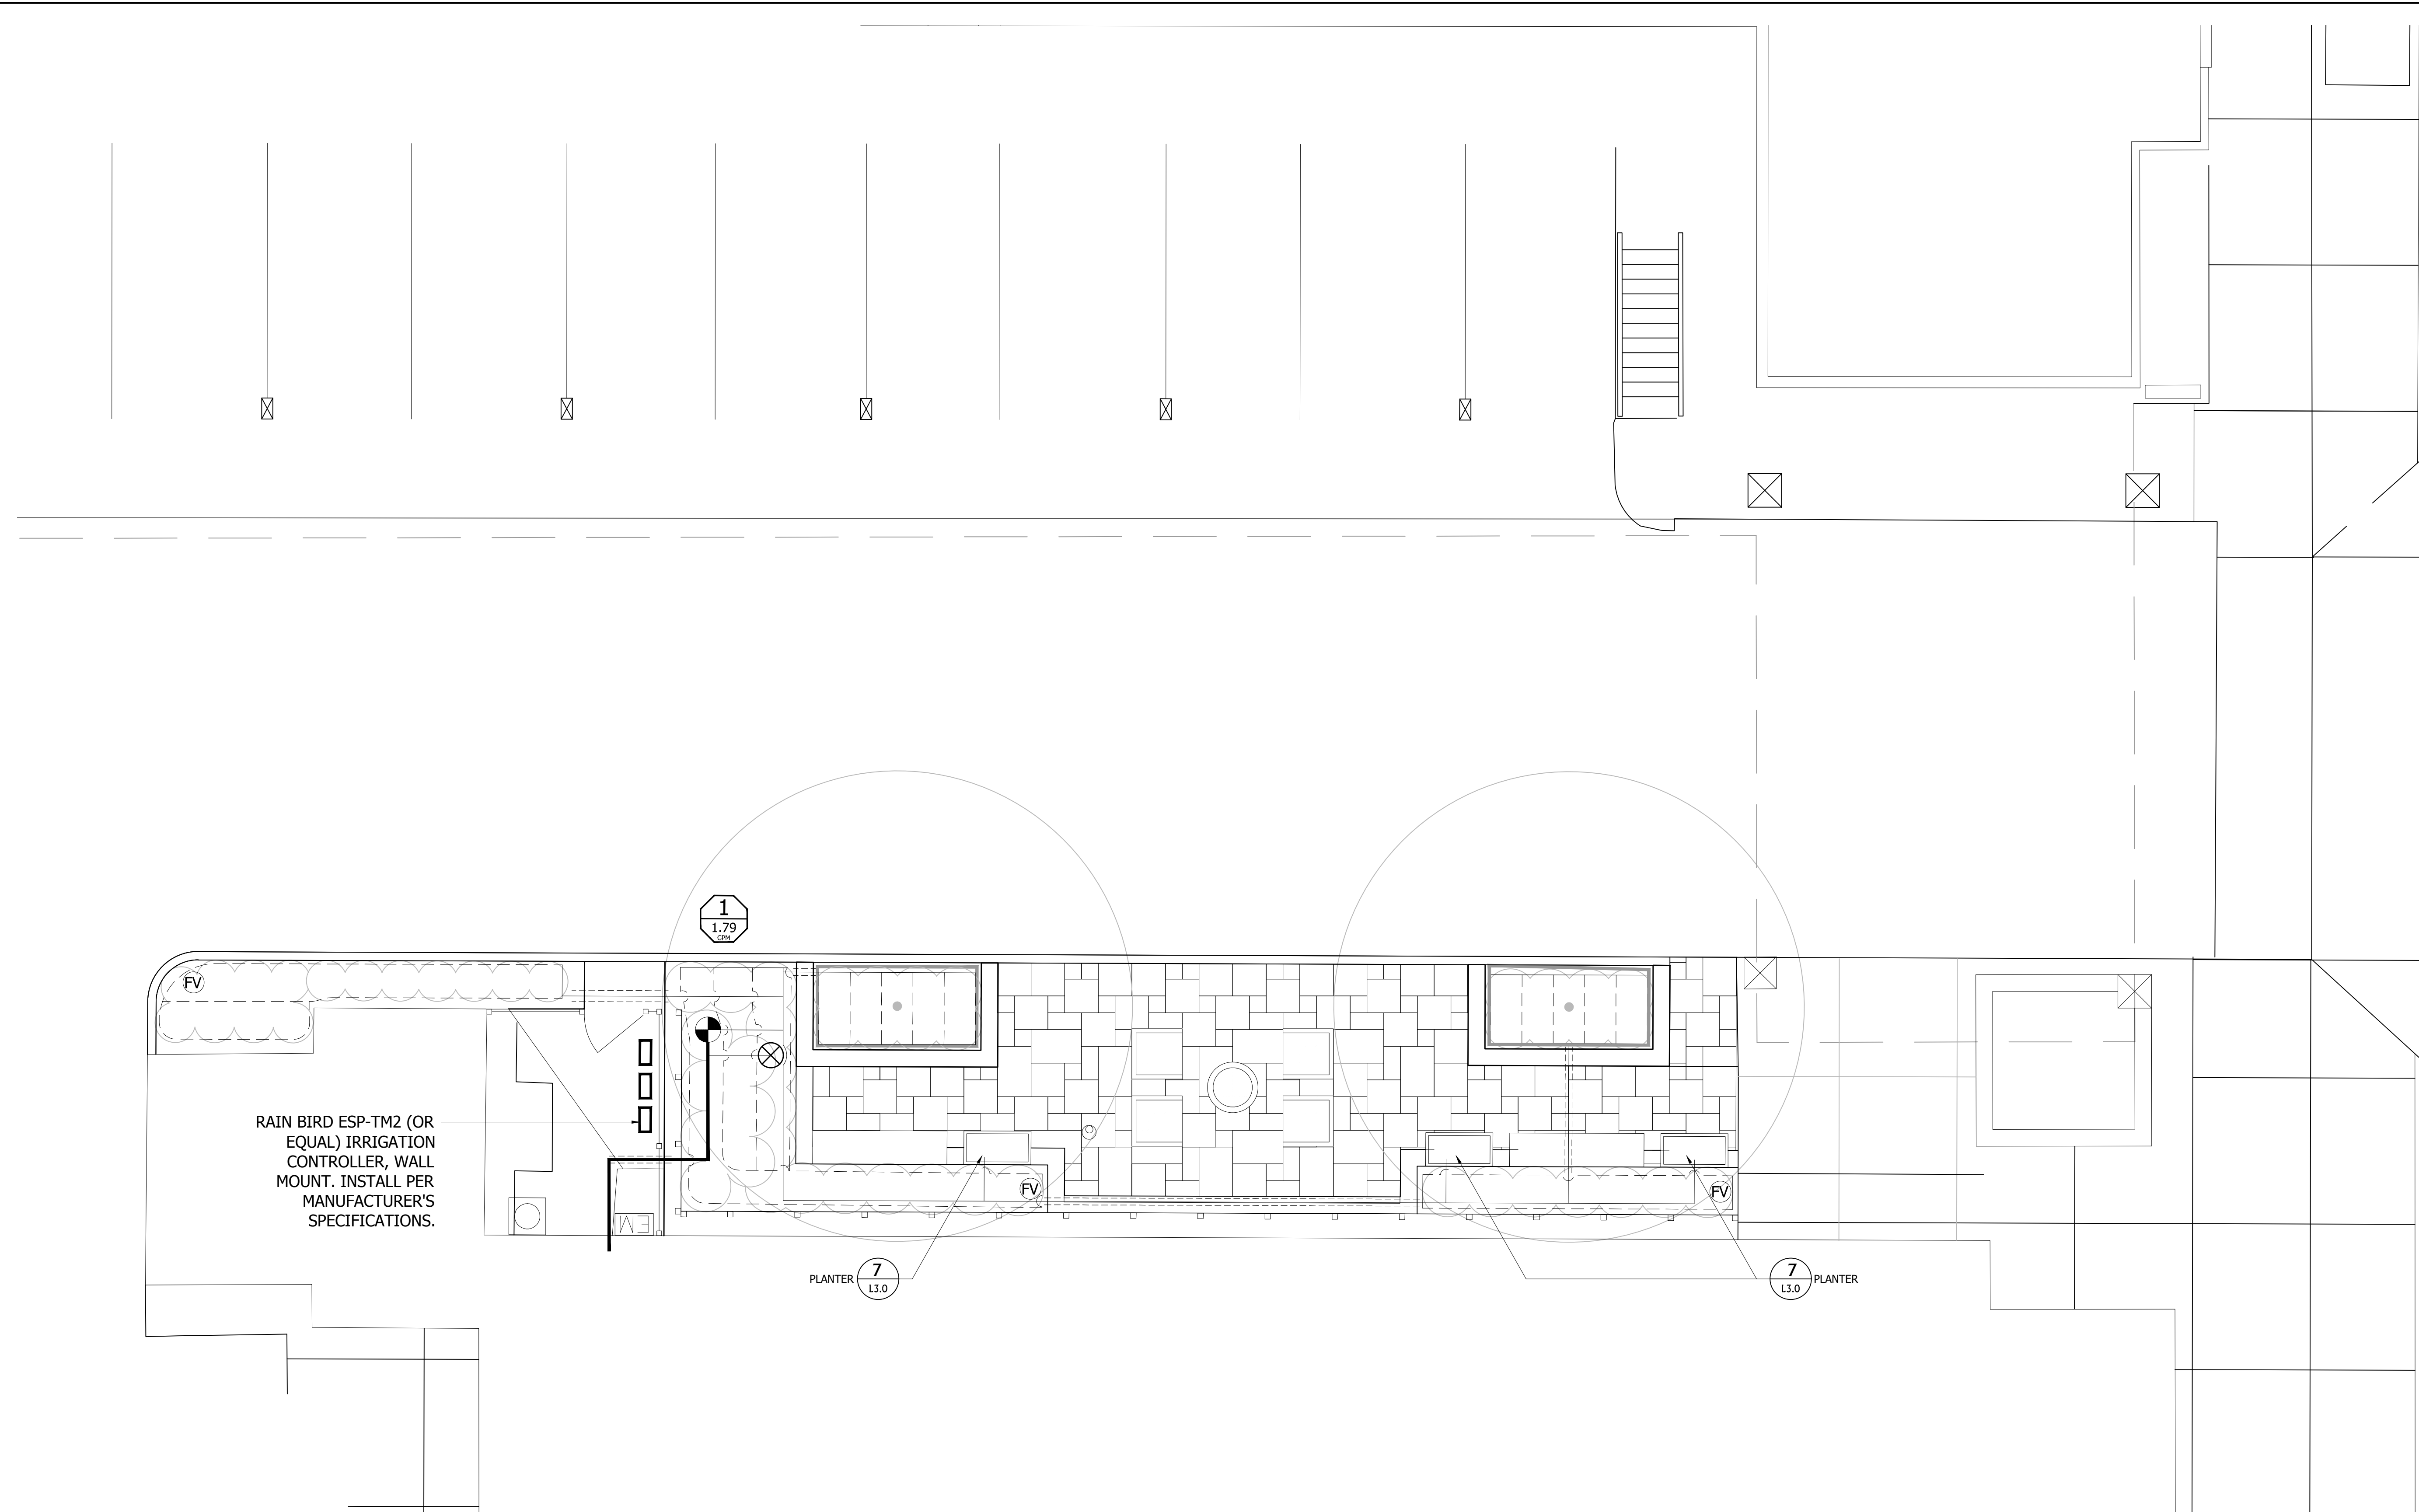 1
1.79
GPM
FV
RAIN BIRD ESP-TM2 (OR
EQUAL) IRRIGATION
CONTROLLER, WALL
MOUNT. INSTALL PER
MANUFACTURER'S
SPECIFICATIONS.
EM
FV
FV
PLANTER
7
L3.0
7
L3.0
PLANTER